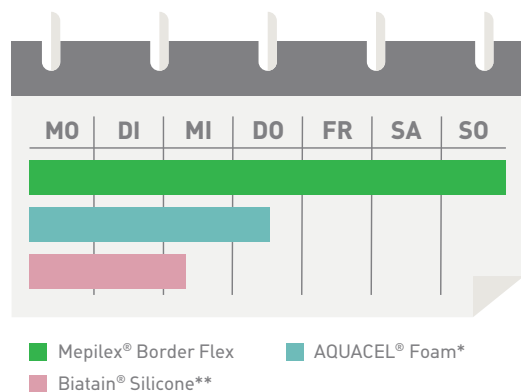 MO DI MI DO FR SA SO
Mepilex® Border Flex AQUACEL® Foam*
Biatain® Silicone**